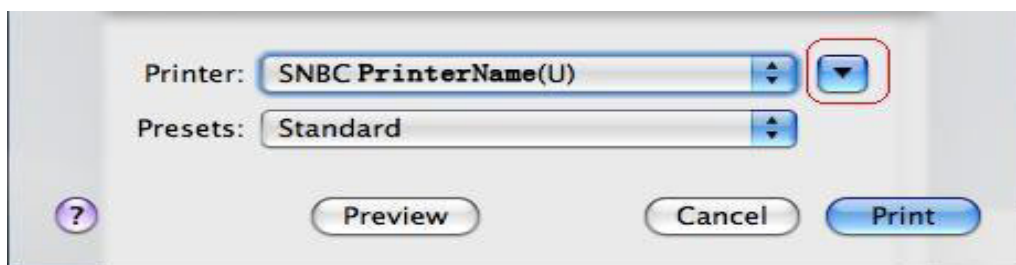 Printer: SNBC PrinterName(U)
Presets: Standard
? Preview Cancel Print